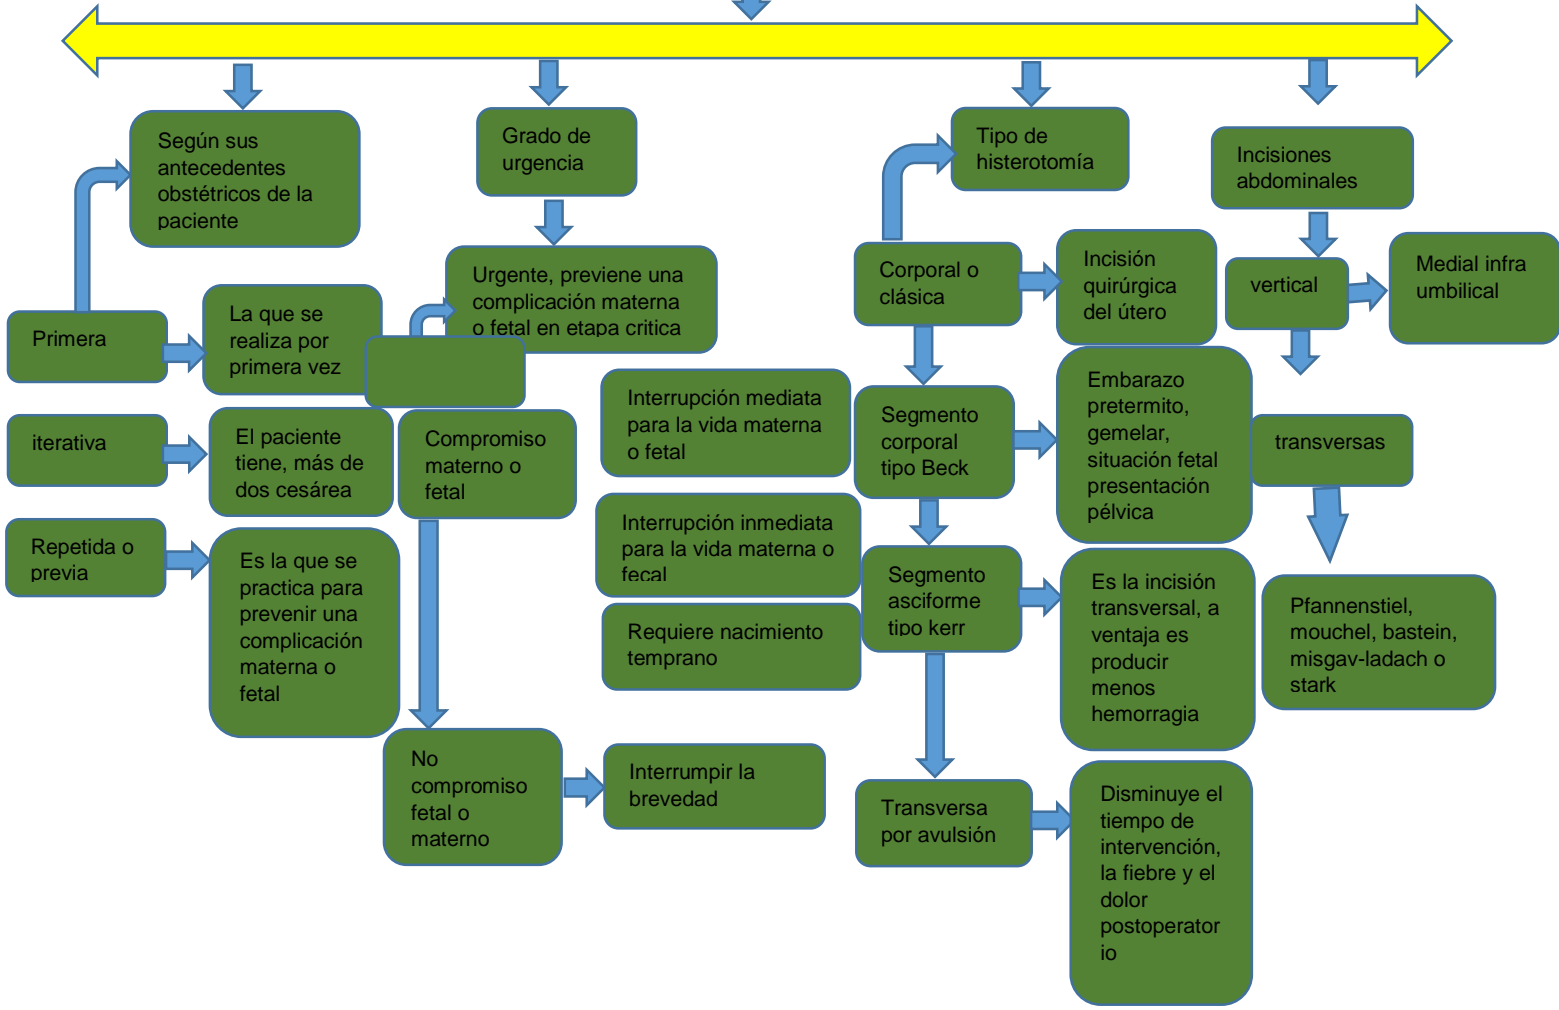 Según sus
antecedentes
obstétricos de la
paciente
Primera
La que se
realiza por
primera vez
iterativa
El paciente
tiene, más de
dos cesárea
Repetida o
previa
Es la que se
practica para
prevenir una
complicación
materna o
fetal
Grado de
urgencia
Urgente, previene una
complicación materna
o fetal en etapa critica
Compromiso
materno o
fetal
No
compromiso
fetal o
materno
Interrumpir la
brevedad
Interrupción mediata
para la vida materna
o fetal
Interrupción inmediata
para la vida materna o
fecal
Requiere nacimiento
temprano
Tipo de
histerotomía
Corporal o
clásica
Incisión
quirúrgica
del útero
Segmento
corporal
tipo Beck
Embarazo
pretermito,
gemelar,
situación fetal
presentación
pélvica
Segmento
asciforme
tipo kerr
Es la incisión
transversal, a
ventaja es
producir
menos
hemorragia
Transversa
por avulsión
Disminuye el
tiempo de
intervención,
la fiebre y el
dolor
postoperator
io
Incisiones
abdominales
vertical
Medial infra
umbilical
transversas
Pfannenstiel,
mouchel, bastein,
misgav-ladach o
stark